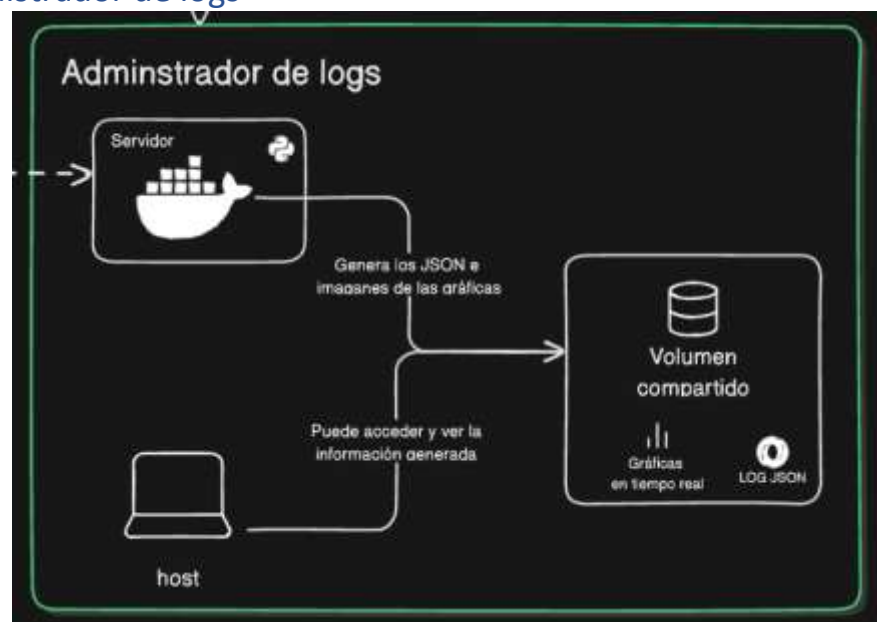 Adminstrador de logs
Servidor
Genera los JSON e
imaganes de las gráficas
Volumen
compartido
Puede acceder y ver la
información generada
Gráficas
en tiempo real
LOG JSON
host